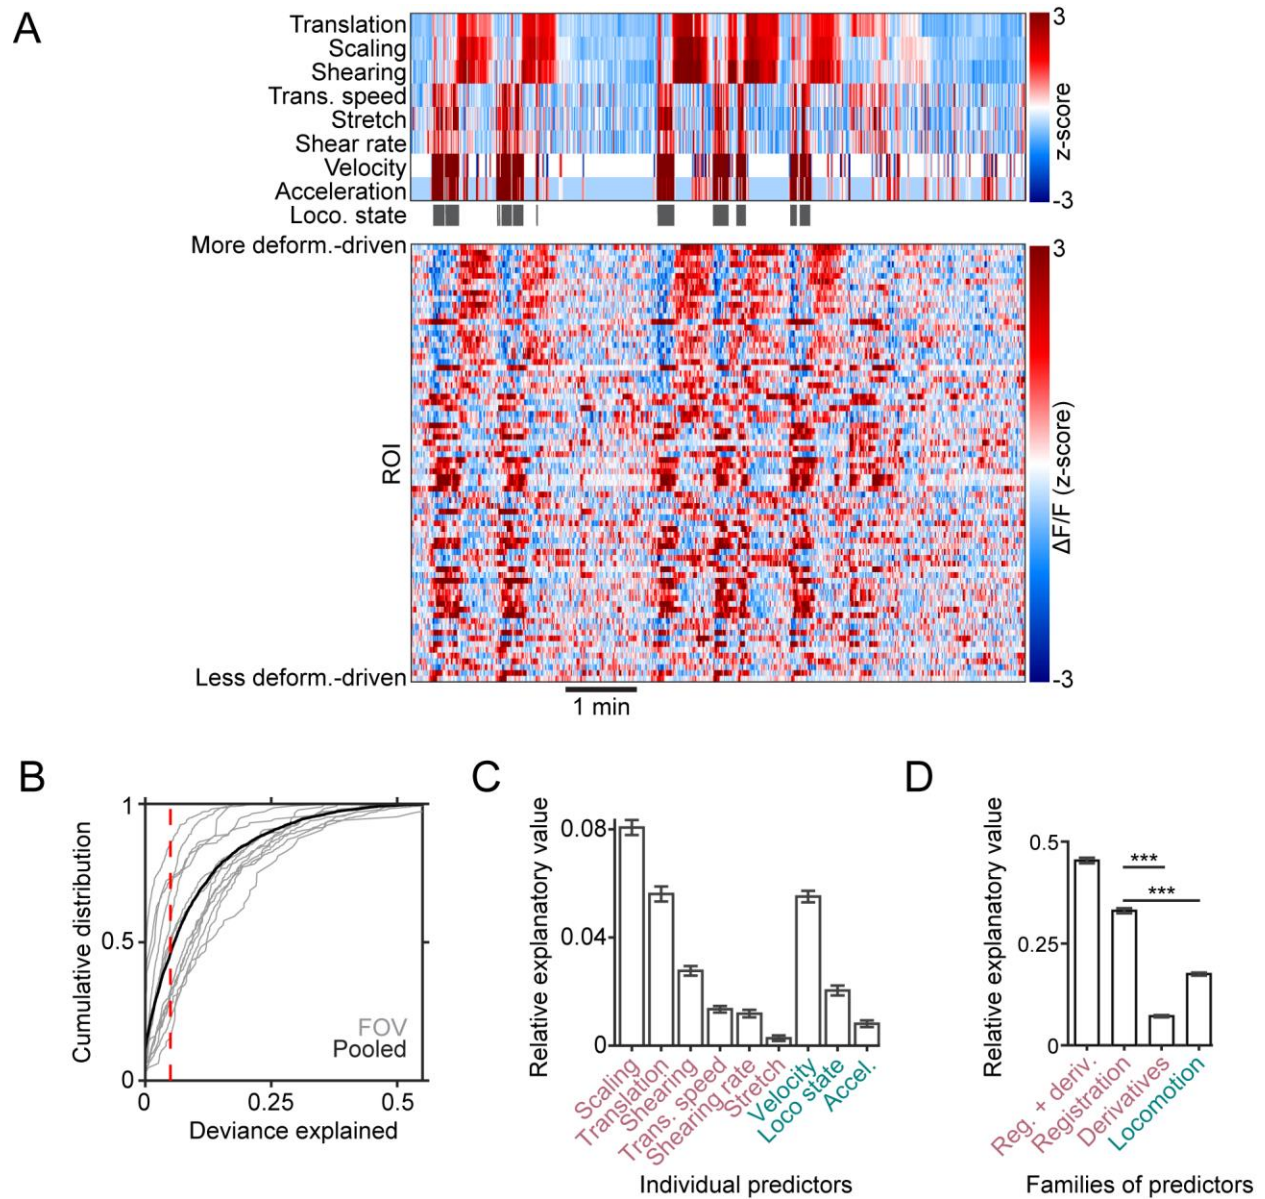 A
Translation
Scaling
Shearing
Trans. speed
Stretch
Shear rate
Velocity
Acceleration
Loco. state
3
z-score
-3
More deform.-driven
ROI
Less deform.-driven
3
ΔF/F (z-score)
-3
1 min
B
Cumulative distribution
1
0.5
0
FOV
Pooled
0
0.25
0.5
Deviance explained
C
Relative explanatory value
0.08
0.04
0
Scaling
Translation
Shearing
Trans. speed
Shearing rate
Stretch
Velocity
Loco state
Accel.
Individual predictors
D
Relative explanatory value
0.5
0.25
0
***
***
Reg. + deriv.
Registration
Derivatives
Locomotion
Families of predictors